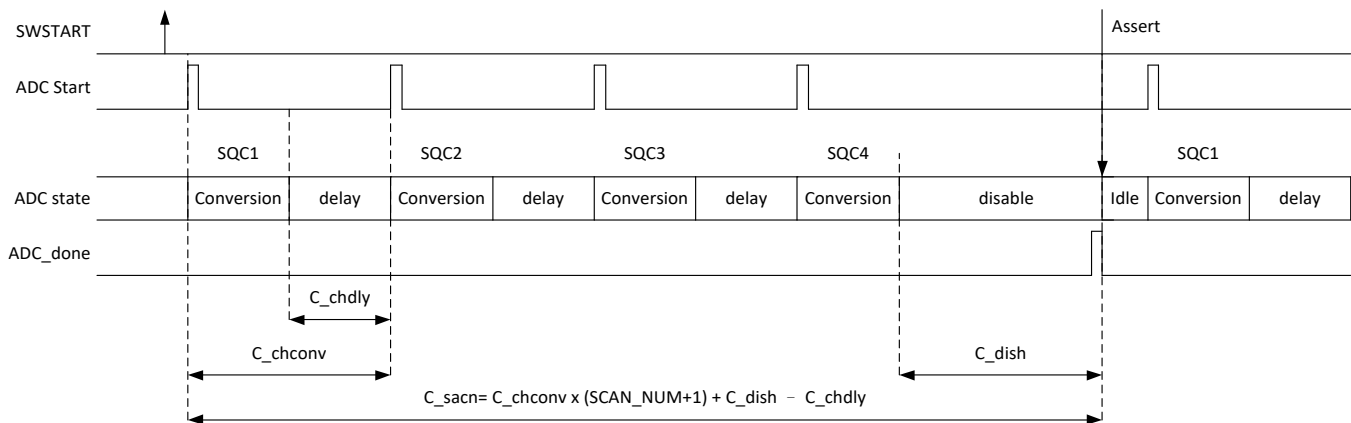 SWSTART
Assert
ADC Start
SQC1 SQC2 SQC3 SQC4 SQC1
ADC state Conversion delay Conversion delay Conversion delay Conversion disable Idle Conversion delay
ADC_done
C_chdly
C_chconv C_dish
C_sacn= C_chconv x (SCAN_NUM+1) + C_dish − C_chdly